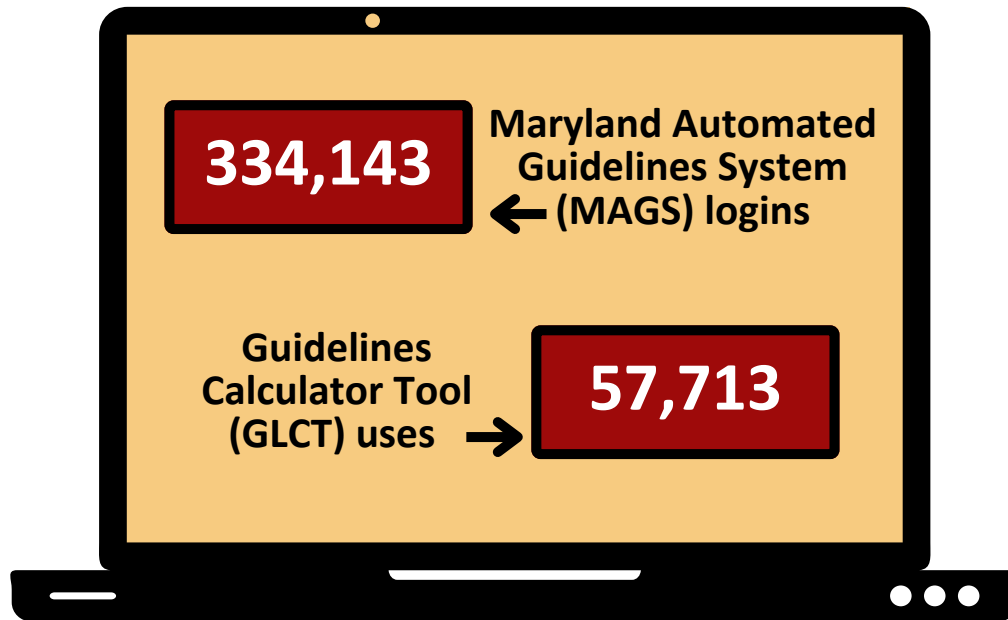 334,143
Maryland Automated
Guidelines System
(MAGS) logins
Guidelines
Calculator Tool
(GLCT) uses
57,713